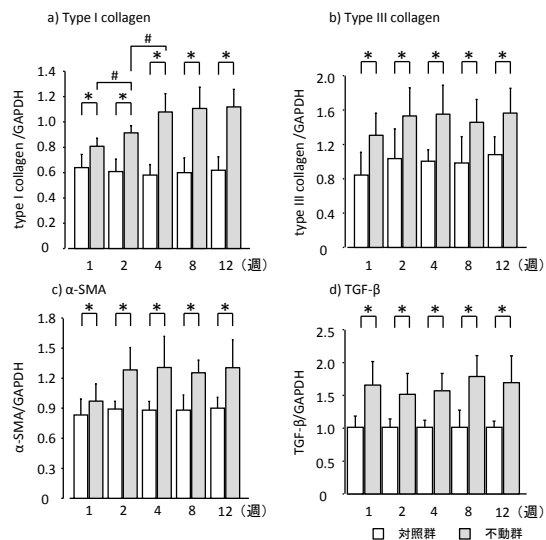 a) Type I collagen
#
#
* * * * *
type I collagen /GAPDH
1.4
1.2
1.0
0.8
0.6
0.4
0.2
0
1 2 4 8 12（週）
b) Type III collagen
* * * * *
type III collagen /GAPDH
2.0
1.6
1.2
0.8
0.4
0
1 2 4 8 12（週）
c) α-SMA
* * * * *
α-SMA/GAPDH
1.8
1.5
1.2
0.9
0.6
0.3
0
1 2 4 8 12（週）
d) TGF-β
* * * * *
TGF-β/GAPDH
2.5
2.0
1.5
1.0
0.5
0
1 2 4 8 12（週）
対照群 不動群